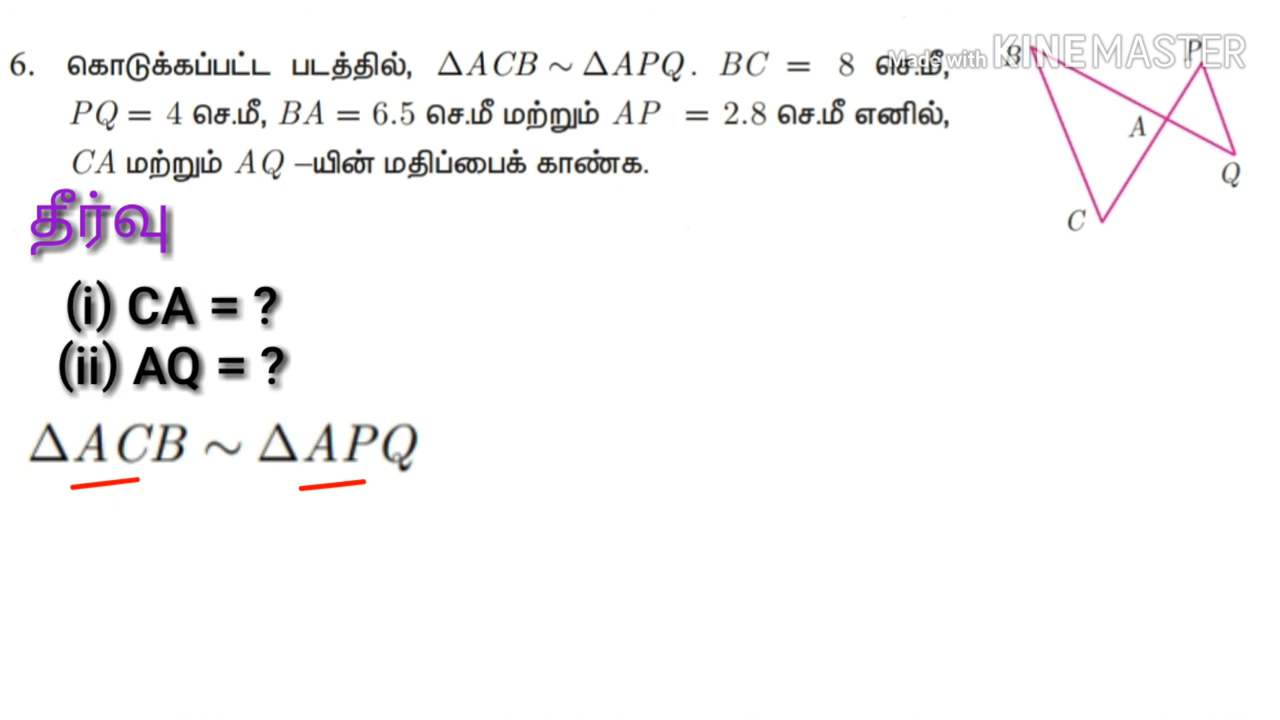 6. கொடுக்கப்பட்ட படத்தில், ΔACB ~ ΔAPQ. BC = 8 செ.மீ,
PQ = 4 செ.மீ, BA = 6.5 செ.மீ மற்றும் AP = 2.8 செ.மீ எனில்,
CA மற்றும் AQ –யின் மதிப்பைக் காண்க.
Made with KINEMASTER
B
P
A
Q
C
தீர்வு
(i) CA = ?
(ii) AQ = ?
ΔACB ~ ΔAPQ